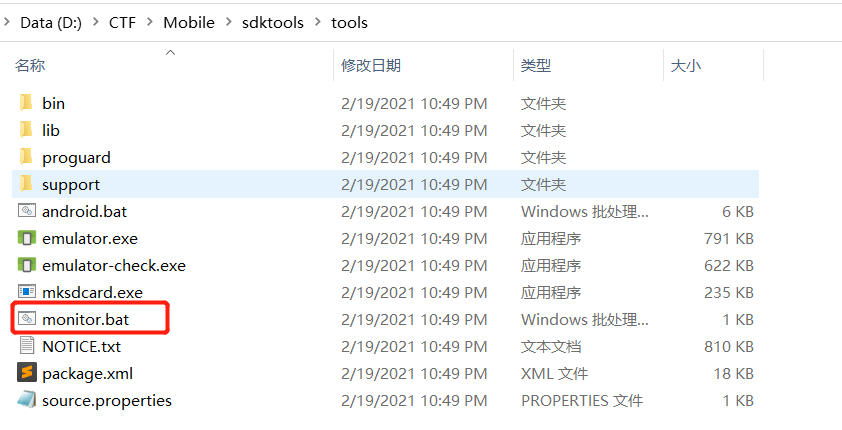 Data (D:) > CTF > Mobile > sdktools > tools
名称 修改日期 类型 大小
bin 2/19/2021 10:49 PM 文件夹
lib 2/19/2021 10:49 PM 文件夹
proguard 2/19/2021 10:49 PM 文件夹
support 2/19/2021 10:49 PM 文件夹
android.bat 2/19/2021 10:49 PM Windows 批处理... 6 KB
emulator.exe 2/19/2021 10:49 PM 应用程序 791 KB
emulator-check.exe 2/19/2021 10:49 PM 应用程序 622 KB
mksdcard.exe 2/19/2021 10:49 PM 应用程序 235 KB
monitor.bat 2/19/2021 10:49 PM Windows 批处理... 1 KB
NOTICE.txt 2/19/2021 10:49 PM 文本文档 810 KB
package.xml 2/19/2021 10:49 PM XML 文件 18 KB
source.properties 2/19/2021 10:49 PM PROPERTIES 文件 1 KB